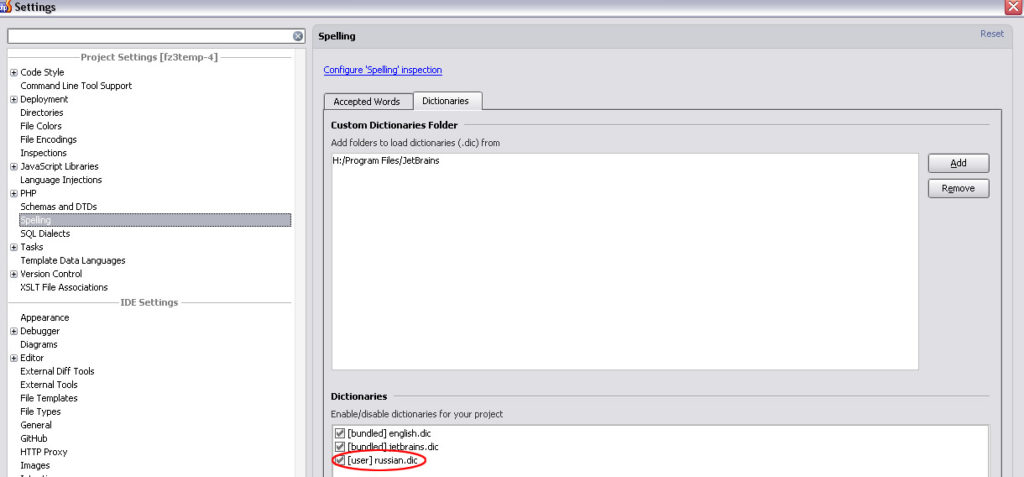 Settings
Project Settings [fz3temp-4]
Code Style
Command Line Tool Support
Deployment
Directories
File Colors
File Encodings
Inspections
JavaScript Libraries
Language Injections
PHP
Schemas and DTDs
Spelling
SQL Dialects
Tasks
Template Data Languages
Version Control
XSLT File Associations
IDE Settings
Appearance
Debugger
Diagrams
Editor
External Diff Tools
External Tools
File Templates
File Types
General
GitHub
HTTP Proxy
Images
Spelling
Reset
Configure 'Spelling' inspection
Accepted Words
Dictionaries
Custom Dictionaries Folder
Add folders to load dictionaries (.dic) from
H:/Program Files/JetBrains
Add
Remove
Dictionaries
Enable/disable dictionaries for your project
[bundled] english.dic
[bundled] jetbrains.dic
[user] russian.dic